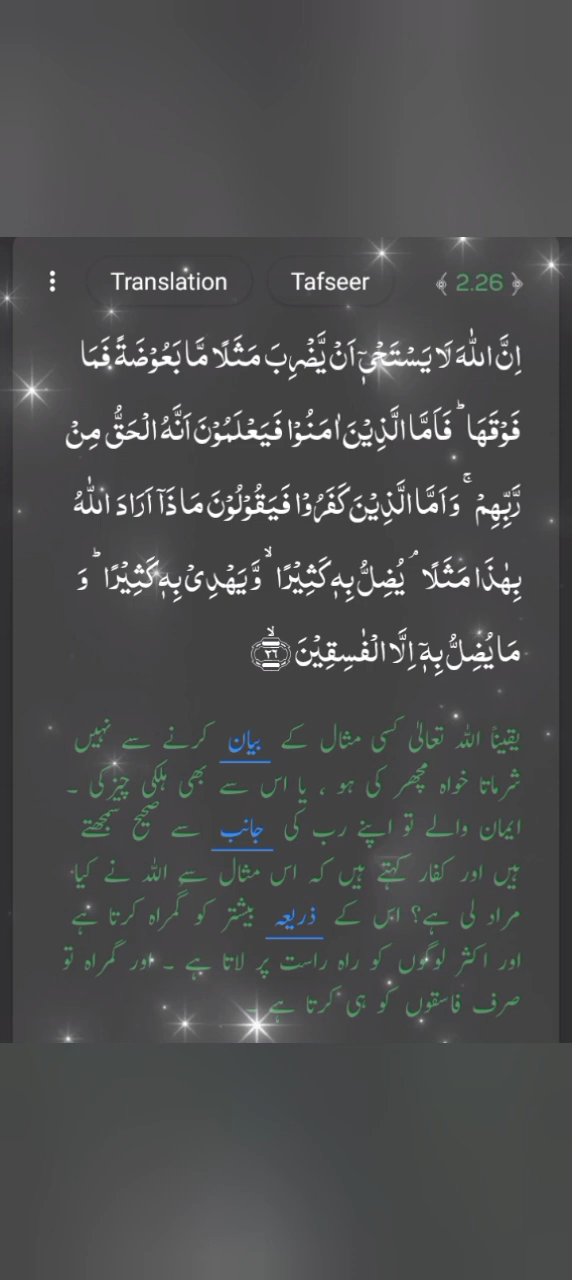 Translation Tafseer 2.26
اِنَّ اللّٰهَ لَا يَسْتَحْىٖۤ اَنْ يَّضْرِبَ مَثَلًا مَّا بَعُوْضَةً فَمَا
فَوْقَهَا ؕ فَاَمَّا الَّذِيْنَ اٰمَنُوْا فَيَعْلَمُوْنَ اَنَّهُ الْحَقُّ مِنْ
رَّبِّهِمْ ۚ وَاَمَّا الَّذِيْنَ كَفَرُوْا فَيَقُوْلُوْنَ مَاذَاۤ اَرَادَ اللّٰهُ
بِهٰذَا مَثَلًا ۘ يُضِلُّ بِهٖ كَثِيْرًا ۙ وَّيَهْدِىْ بِهٖ كَثِيْرًا ؕ وَ
مَا يُضِلُّ بِهٖۤ اِلَّا الْفٰسِقِيْنَ ۙ ‏﴿۲۶﴾
یقیناً اللہ تعالیٰ کسی مثال کے بیان کرنے سے نہیں
شرماتا خواہ مچھر کی ہو ، یا اس سے بھی ہلکی چیز کی ۔
ایمان والے تو اپنے رب کی جانب سے صحیح سمجھتے
ہیں اور کفار کہتے ہیں کہ اس مثال سے اللہ نے کیا
مراد لی ہے؟ اس کے ذریعہ بیشتر کو گمراہ کرتا ہے
اور اکثر لوگوں کو راہ راست پر لاتا ہے ۔ اور گمراہ تو
صرف فاسقوں کو ہی کرتا ہے ۔